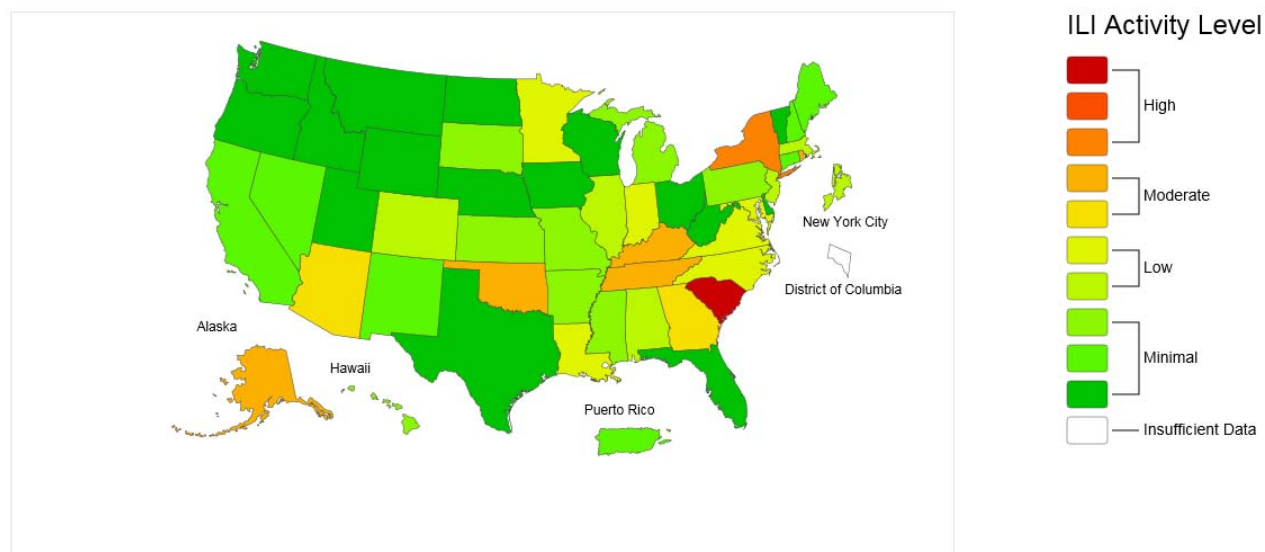 ILI Activity Level
High
Moderate
Low
Minimal
Insufficient Data
New York City
District of Columbia
Alaska
Hawaii
Puerto Rico